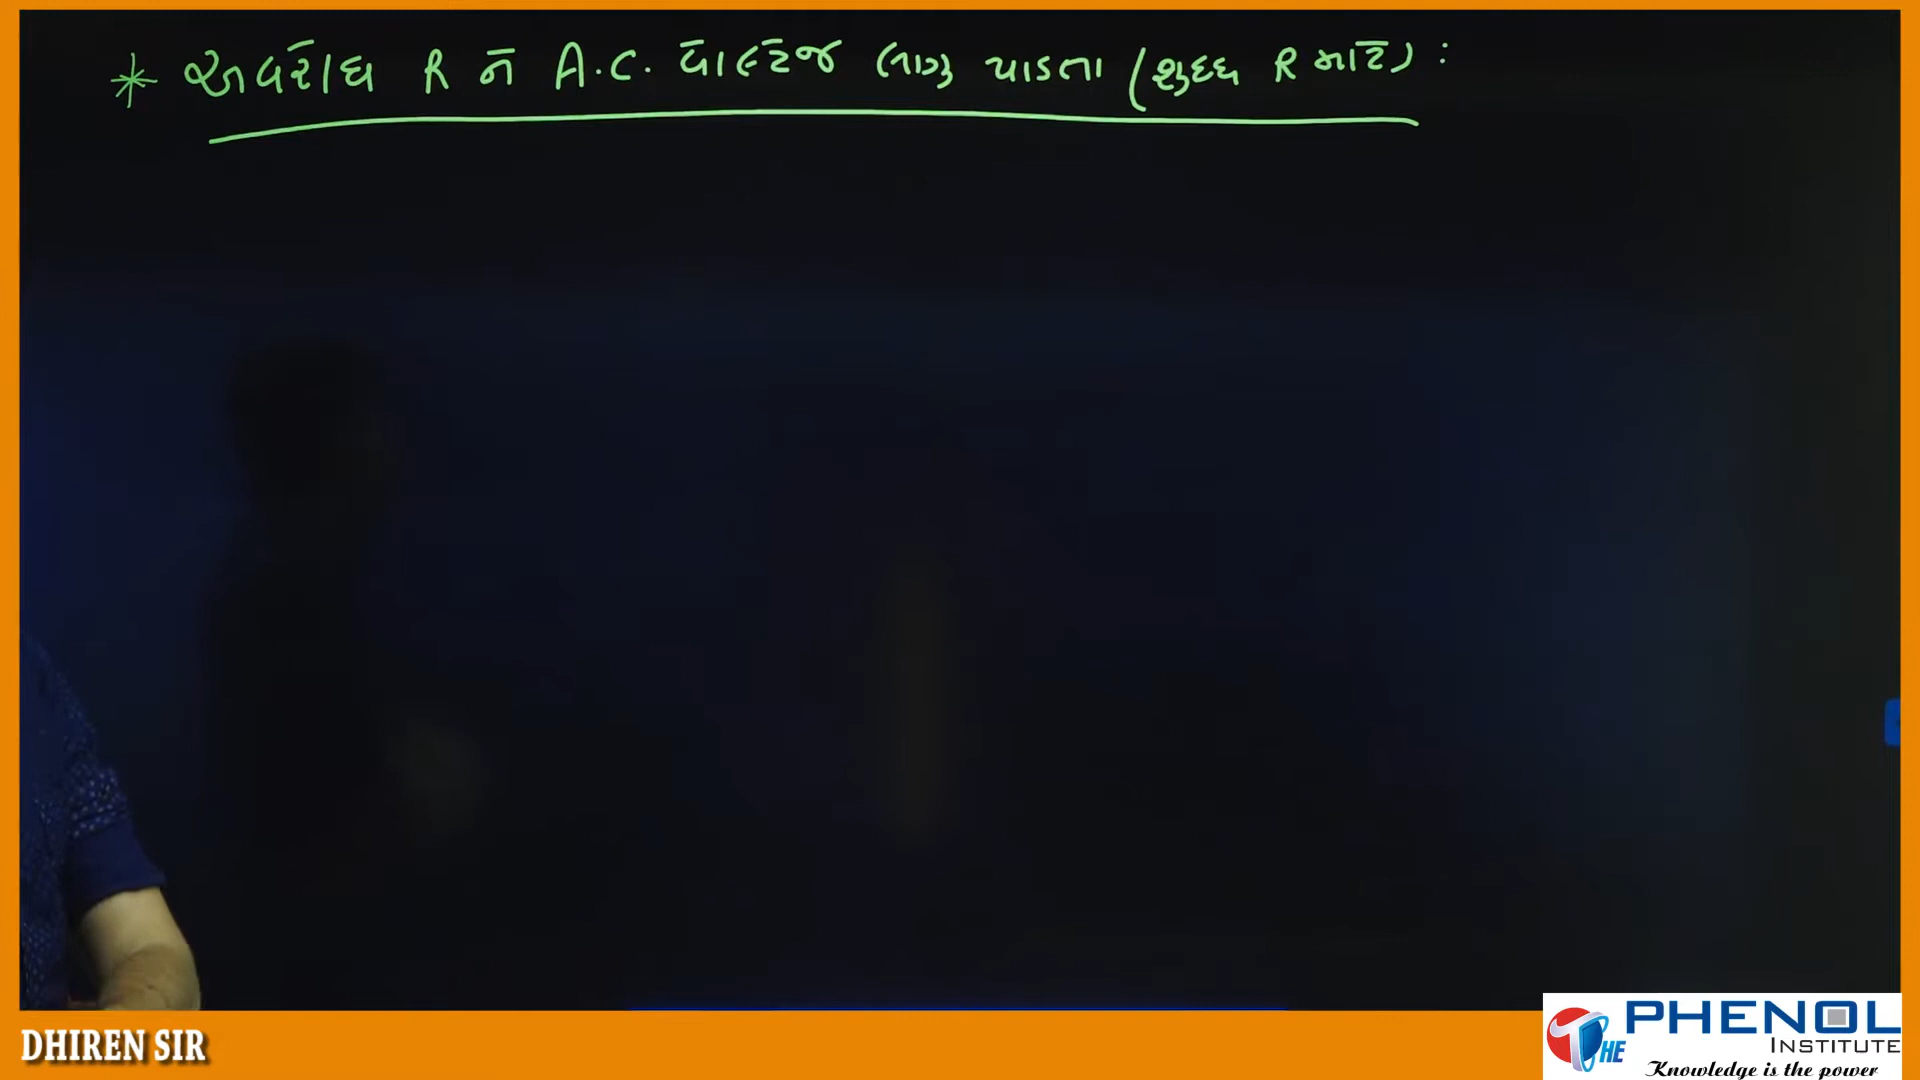 * અવરોધ R ને A.C. વોલ્ટેજ લાગુ પાડતા (શુદ્ધ R માટે) :
DHIREN SIR
THE PHENOL
INSTITUTE
Knowledge is the power